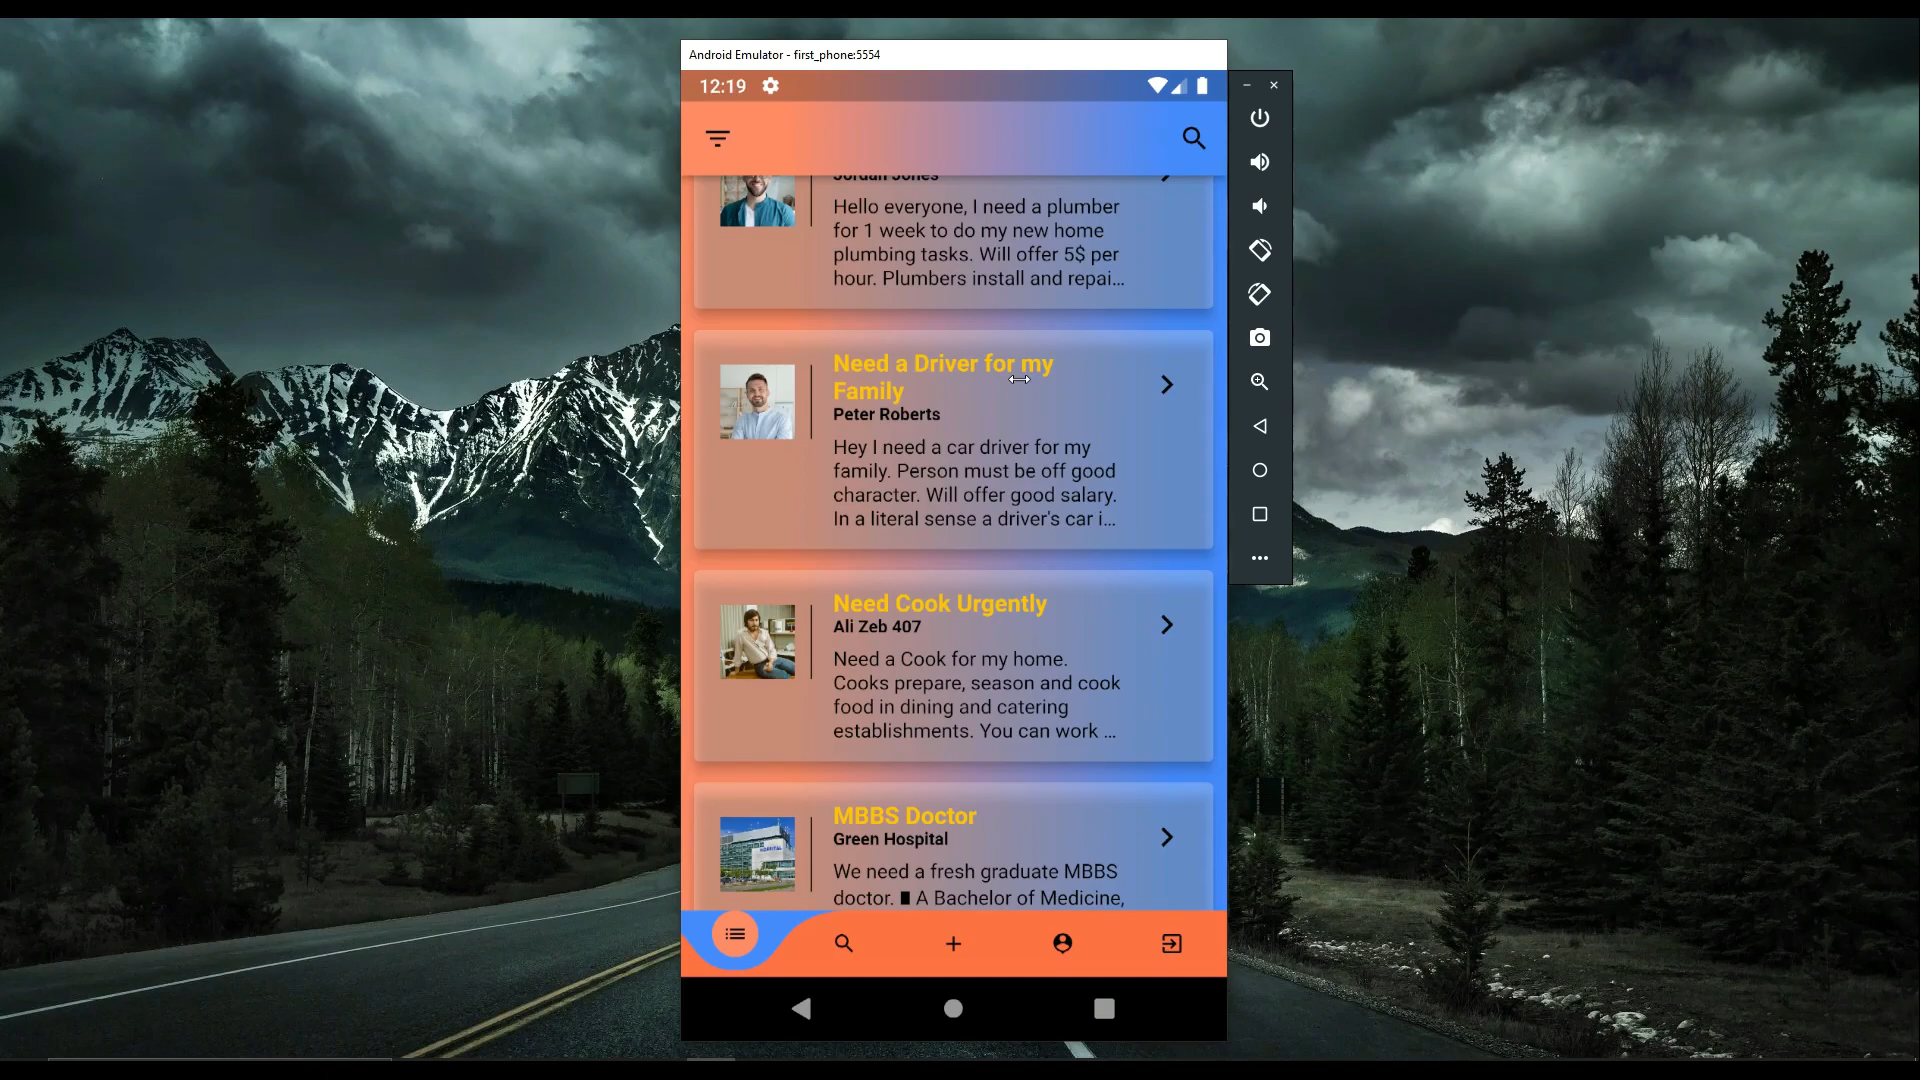 Android Emulator - first_phone:5554
12:19
Jordan Jones
Hello everyone, I need a plumber
for 1 week to do my new home
plumbing tasks. Will offer 5$ per
hour. Plumbers install and repai...
Need a Driver for my
Family
Peter Roberts
Hey I need a car driver for my
family. Person must be off good
character. Will offer good salary.
In a literal sense a driver's car i...
Need Cook Urgently
Ali Zeb 407
Need a Cook for my home.
Cooks prepare, season and cook
food in dining and catering
establishments. You can work ...
MBBS Doctor
Green Hospital
We need a fresh graduate MBBS
doctor. ∎ A Bachelor of Medicine,
HOSPITAL